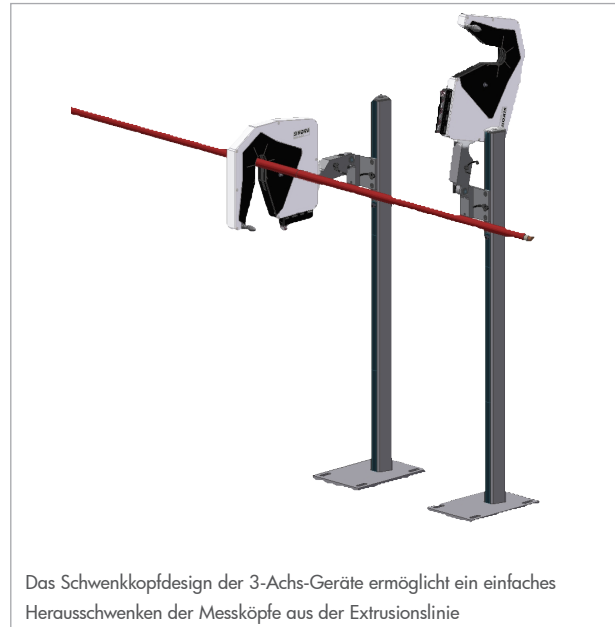 Das Schwenkkopfdesign der 3-Achs-Geräte ermöglicht ein einfaches
Herausschwenken der Messköpfe aus der Extrusionslinie